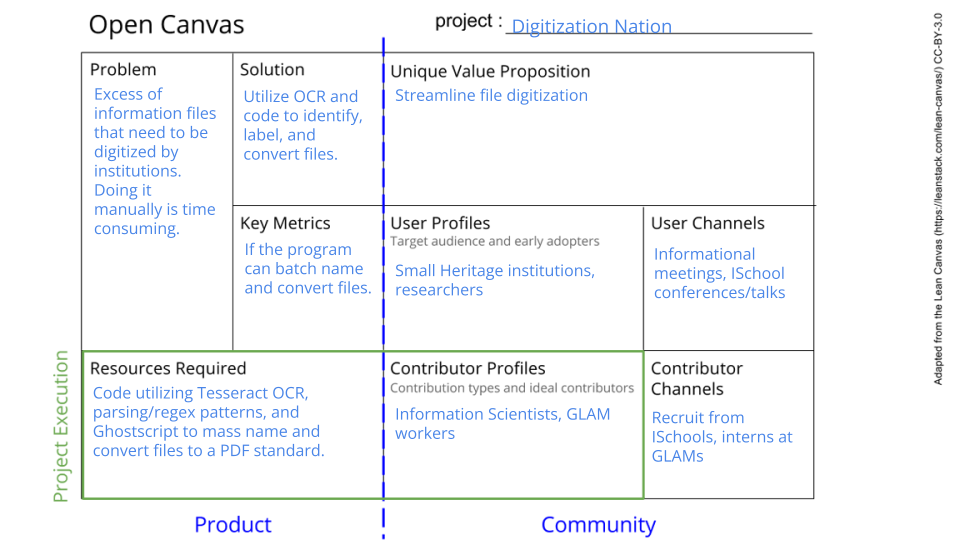 Open Canvas
project : Digitization Nation
Problem
Excess of
information files
that need to be
digitized by
institutions.
Doing it
manually is time
consuming.
Solution
Utilize OCR and
code to identify,
label, and
convert files.
Unique Value Proposition
Streamline file digitization
Key Metrics
If the program
can batch name
and convert files.
User Profiles
Target audience and early adopters
Small Heritage institutions,
researchers
User Channels
Informational
meetings, ISchool
conferences/talks
Project Execution
Resources Required
Code utilizing Tesseract OCR,
parsing/regex patterns, and
Ghostscript to mass name and
convert files to a PDF standard.
Contributor Profiles
Contribution types and ideal contributors
Information Scientists, GLAM
workers
Contributor
Channels
Recruit from
ISchools, interns at
GLAMs
Product
Community
Adapted from the Lean Canvas (https://leanstack.com/lean-canvas/) CC-BY-3.0